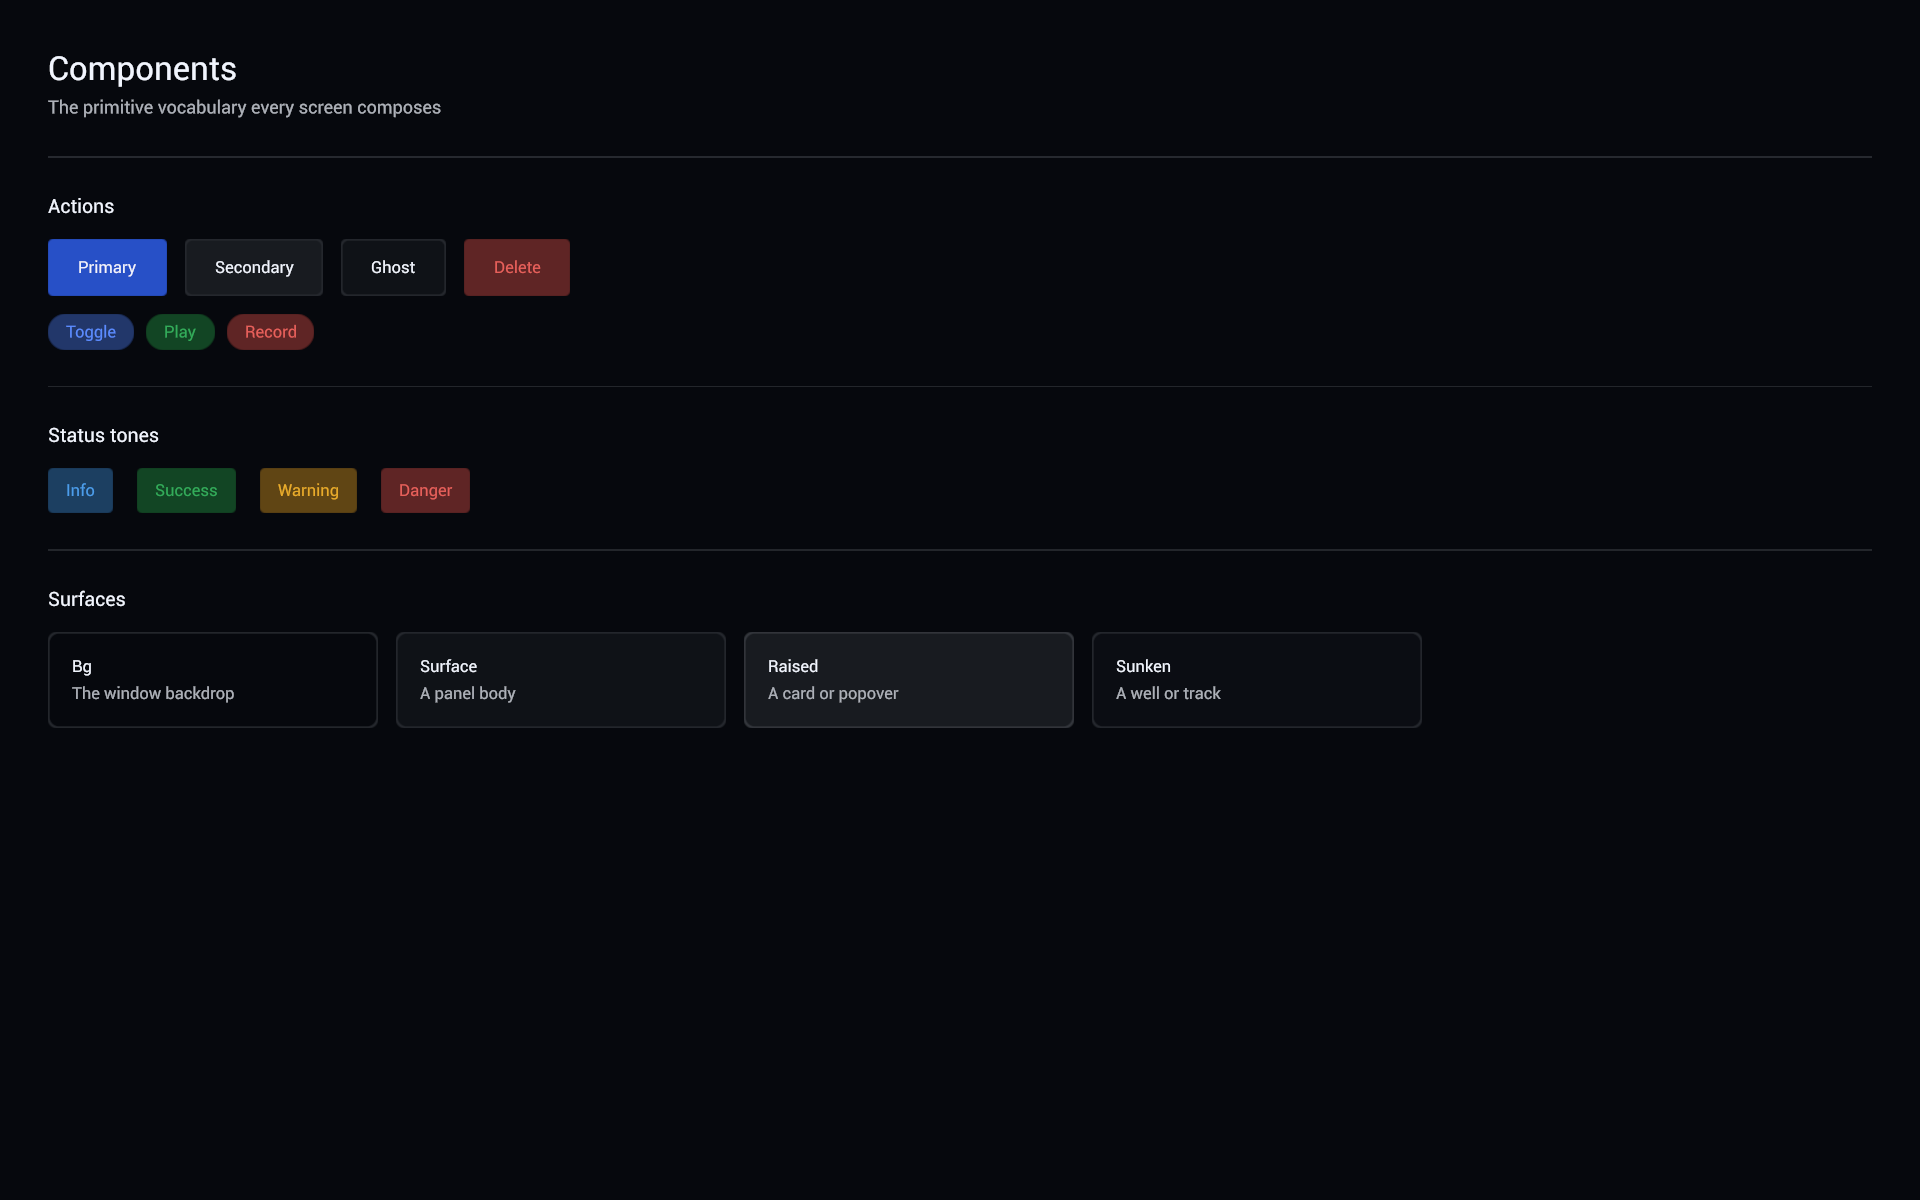 Components
The primitive vocabulary every screen composes
Actions
Primary Secondary Ghost Delete
Toggle Play Record
Status tones
Info Success Warning Danger
Surfaces
Bg
The window backdrop
Surface
A panel body
Raised
A card or popover
Sunken
A well or track